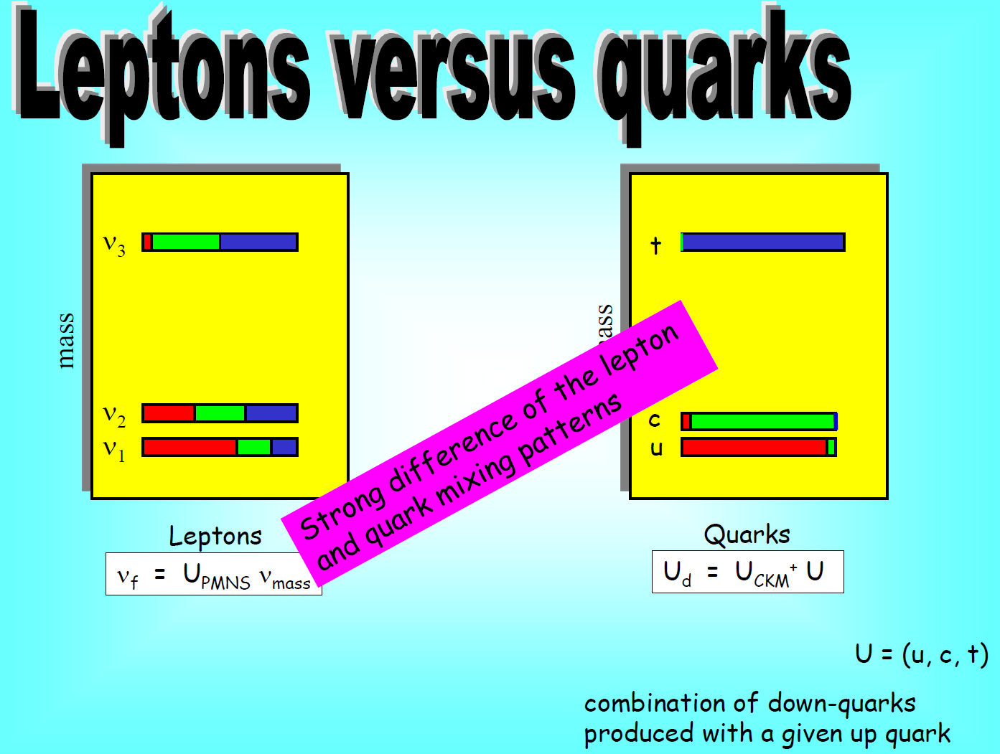 Leptons versus quarks
mass
ν3
ν2
ν1
ass
t
c
u
Strong difference of the lepton
and quark mixing patterns
Leptons
νf = UPMNS νmass
Quarks
Ud = UCKM+ U
U = (u, c, t)
combination of down-quarks
produced with a given up quark